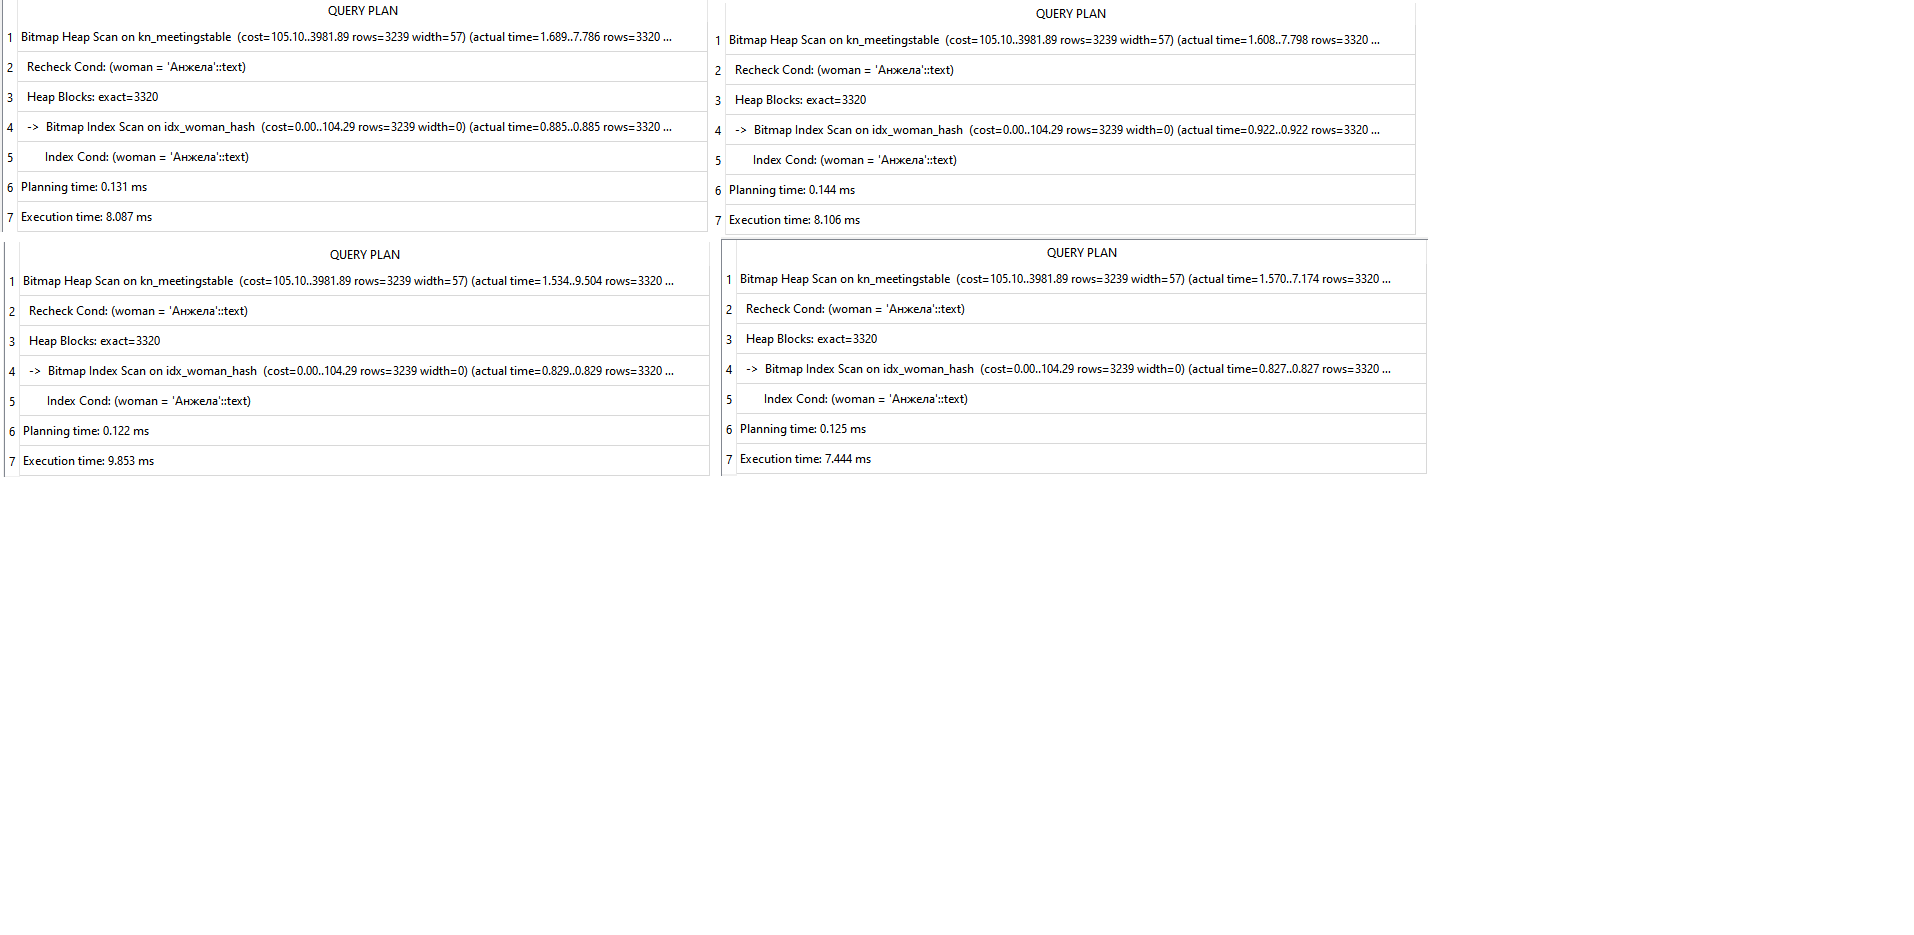 QUERY PLAN
1 Bitmap Heap Scan on kn_meetingstable (cost=105.10..3981.89 rows=3239 width=57) (actual time=1.689..7.786 rows=3320 ...
2 Recheck Cond: (woman = 'Анжела'::text)
3 Heap Blocks: exact=3320
4 -> Bitmap Index Scan on idx_woman_hash (cost=0.00..104.29 rows=3239 width=0) (actual time=0.885..0.885 rows=3320 ...
5 Index Cond: (woman = 'Анжела'::text)
6 Planning time: 0.131 ms
7 Execution time: 8.087 ms
QUERY PLAN
1 Bitmap Heap Scan on kn_meetingstable (cost=105.10..3981.89 rows=3239 width=57) (actual time=1.608..7.798 rows=3320 ...
2 Recheck Cond: (woman = 'Анжела'::text)
3 Heap Blocks: exact=3320
4 -> Bitmap Index Scan on idx_woman_hash (cost=0.00..104.29 rows=3239 width=0) (actual time=0.922..0.922 rows=3320 ...
5 Index Cond: (woman = 'Анжела'::text)
6 Planning time: 0.144 ms
7 Execution time: 8.106 ms
QUERY PLAN
1 Bitmap Heap Scan on kn_meetingstable (cost=105.10..3981.89 rows=3239 width=57) (actual time=1.534..9.504 rows=3320 ...
2 Recheck Cond: (woman = 'Анжела'::text)
3 Heap Blocks: exact=3320
4 -> Bitmap Index Scan on idx_woman_hash (cost=0.00..104.29 rows=3239 width=0) (actual time=0.829..0.829 rows=3320 ...
5 Index Cond: (woman = 'Анжела'::text)
6 Planning time: 0.122 ms
7 Execution time: 9.853 ms
QUERY PLAN
1 Bitmap Heap Scan on kn_meetingstable (cost=105.10..3981.89 rows=3239 width=57) (actual time=1.570..7.174 rows=3320 ...
2 Recheck Cond: (woman = 'Анжела'::text)
3 Heap Blocks: exact=3320
4 -> Bitmap Index Scan on idx_woman_hash (cost=0.00..104.29 rows=3239 width=0) (actual time=0.827..0.827 rows=3320 ...
5 Index Cond: (woman = 'Анжела'::text)
6 Planning time: 0.125 ms
7 Execution time: 7.444 ms